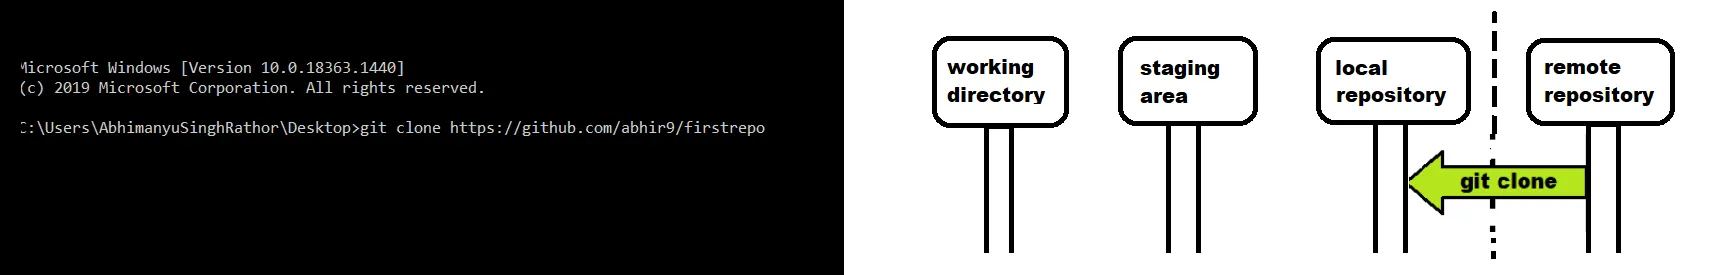 Microsoft Windows [Version 10.0.18363.1440]
(c) 2019 Microsoft Corporation. All rights reserved.
C:\Users\AbhimanyuSinghRathor\Desktop>git clone https://github.com/abhir9/firstrepo
working
directory
staging
area
local
repository
remote
repository
git clone